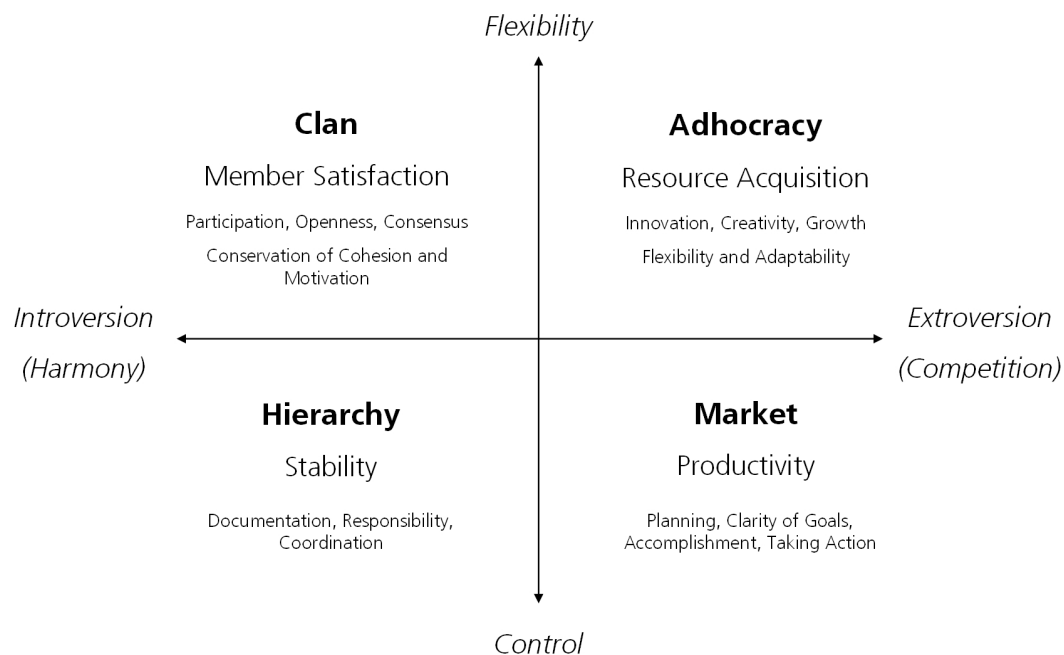 Flexibility
Clan
Member Satisfaction
Participation, Openness, Consensus
Conservation of Cohesion and
Motivation
Adhocracy
Resource Acquisition
Innovation, Creativity, Growth
Flexibility and Adaptability
Introversion
(Harmony)
Extroversion
(Competition)
Hierarchy
Stability
Documentation, Responsibility,
Coordination
Market
Productivity
Planning, Clarity of Goals,
Accomplishment, Taking Action
Control